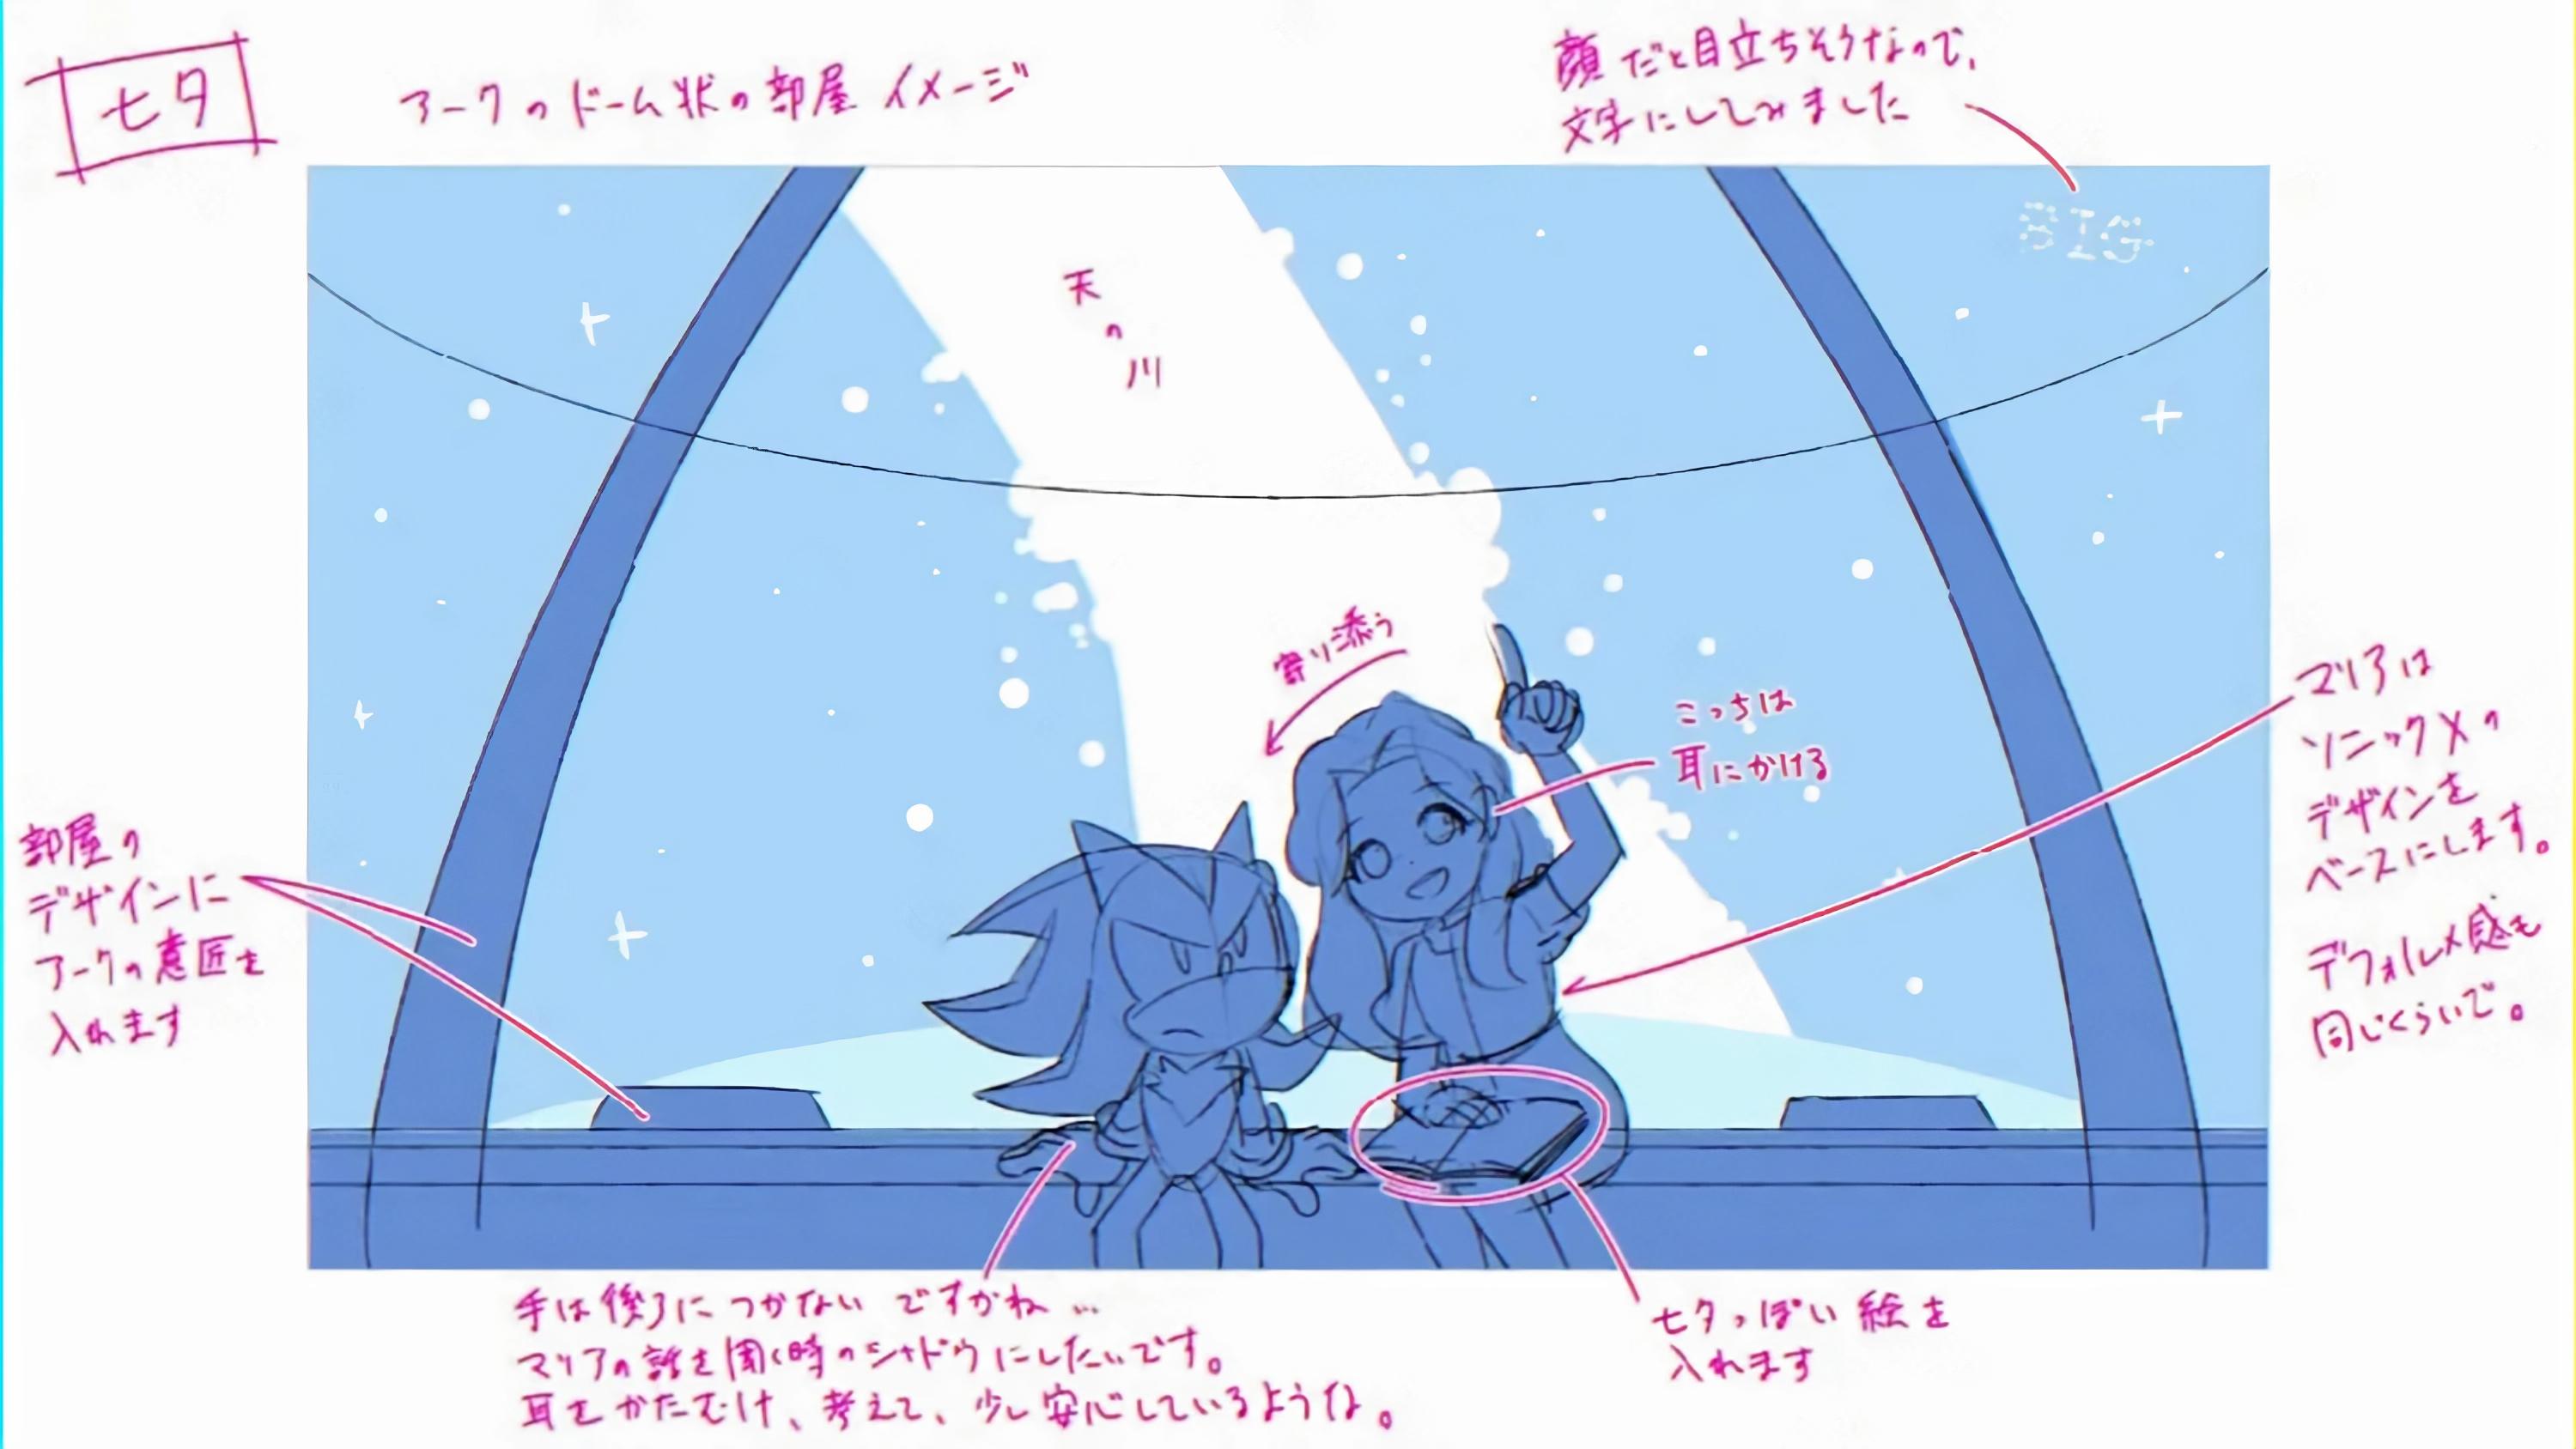 七夕
アークのドーム状の部屋 イメージ
顔だと目立ちそうなので、
文字にしてみました
BIG
天
の
川
寄り添う
こっちは
耳にかける
マリアは
ソニックXの
デザインを
ベースにします。
デフォルメ感も
同じくらいで。
部屋の
デザインに
アークの意匠を
入れます
手は後ろにつかない ですかね…
マリアの話を聞く時のシャドウにしたいです。
耳をかたむけ、考えて、少し安心しているような。
七夕っぽい絵を
入れます